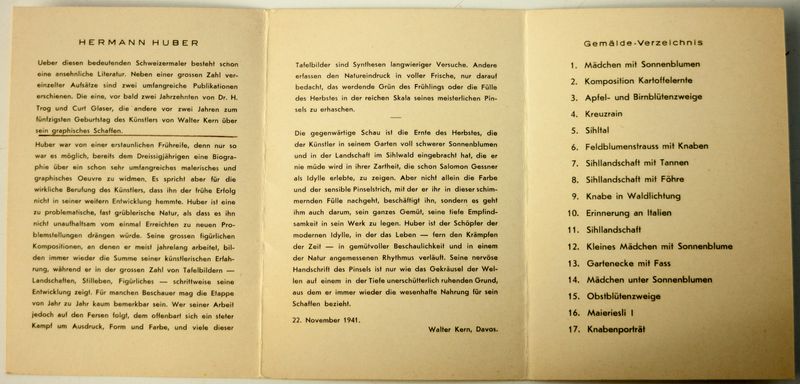 HERMANN HUBER
Ueber diesen bedeutenden Schweizermaler besteht schon
eine ansehnliche Literatur. Neben einer grossen Zahl ver-
einzelter Aufsätze sind zwei umfangreiche Publikationen
erschienen. Die eine, vor bald zwei Jahrzehnten von Dr. H.
Trog und Curt Glaser, die andere vor zwei Jahren zum
fünfzigsten Geburtstag des Künstlers von Walter Kern über
sein graphisches Schaffen.
Huber war von einer erstaunlichen Frühreife, denn nur so
war es möglich, bereits dem Dreissigjährigen eine Biogra-
phie über ein schon sehr umfangreiches malerisches und
graphisches Oeuvre zu widmen. Es spricht aber für die
wirkliche Berufung des Künstlers, dass ihn der frühe Erfolg
nicht in seiner weitern Entwicklung hemmte. Huber ist eine
zu problematische, fast grüblerische Natur, als dass es ihn
nicht unaufhaltsam vom einmal Erreichten zu neuen Pro-
blemstellungen drängen würde. Seine grossen figürlichen
Kompositionen, an denen er meist jahrelang arbeitet, bil-
den immer wieder die Summe seiner künstlerischen Erfah-
rung, während er in der grossen Zahl von Tafelbildern —
Landschaften, Stilleben, Figürliches — schrittweise seine
Entwicklung zeigt. Für manchen Beschauer mag die Etappe
von Jahr zu Jahr kaum bemerkbar sein. Wer seiner Arbeit
jedoch auf den Fersen folgt, dem offenbart sich ein steter
Kampf um Ausdruck, Form und Farbe, und viele dieser
Tafelbilder sind Synthesen langwieriger Versuche. Andere
erfassen den Natureindruck in voller Frische, nur darauf
bedacht, das werdende Grün des Frühlings oder die Fülle
des Herbstes in der reichen Skala seines meisterlichen Pin-
sels zu erhaschen.
Die gegenwärtige Schau ist die Ernte des Herbstes, die
der Künstler in seinem Garten voll schwerer Sonnenblumen
und in der Landschaft im Sihlwald eingebracht hat, die er
nie müde wird in ihrer Zartheit, die schon Salomon Gessner
als Idylle erlebte, zu zeigen. Aber nicht allein die Farbe
und der sensible Pinselstrich, mit der er ihr in dieser schim-
mernden Fülle nachgeht, beschäftigt ihn, sondern es geht
ihm auch darum, sein ganzes Gemüt, seine tiefe Empfind-
samkeit in sein Werk zu legen. Huber ist der Schöpfer der
modernen Idylle, in der das Leben — fern den Krämpfen
der Zeit — in gemütvoller Beschaulichkeit und in einem
der Natur angemessenen Rhythmus verläuft. Seine nervöse
Handschrift des Pinsels ist nur wie das Gekräusel der Wel-
len auf einem in der Tiefe unerschütterlich ruhenden Grund,
aus dem er immer wieder die wesenhafte Nahrung für sein
Schaffen bezieht.
22. November 1941.
Walter Kern, Davos.
Gemälde-Verzeichnis
1. Mädchen mit Sonnenblumen
2. Komposition Kartoffelernte
3. Apfel- und Birnblütenzweige
4. Kreuzrain
5. Sihltal
6. Feldblumenstrauss mit Knaben
7. Sihllandschaft mit Tannen
8. Sihllandschaft mit Föhre
9. Knabe in Waldlichtung
10. Erinnerung an Italien
11. Sihllandschaft
12. Kleines Mädchen mit Sonnenblume
13. Gartenecke mit Fass
14. Mädchen unter Sonnenblumen
15. Obstblütenzweige
16. Maieriesli I
17. Knabenporträt